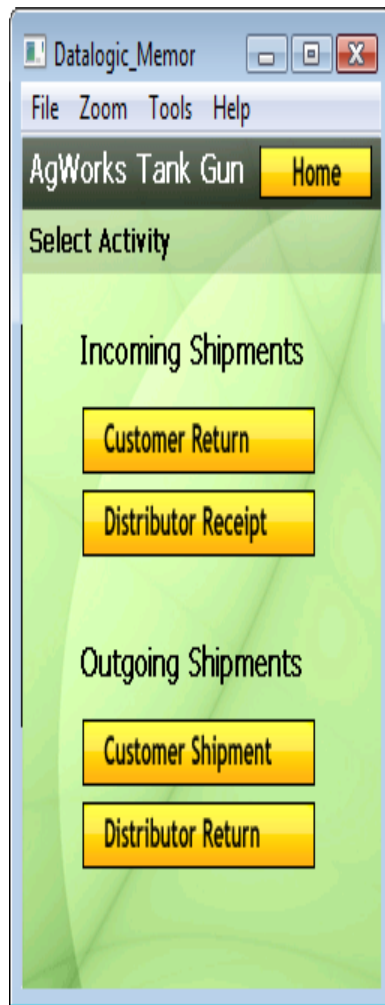 Datalogic_Memor
File Zoom Tools Help
AgWorks Tank Gun Home
Select Activity
Incoming Shipments
Customer Return
Distributor Receipt
Outgoing Shipments
Customer Shipment
Distributor Return